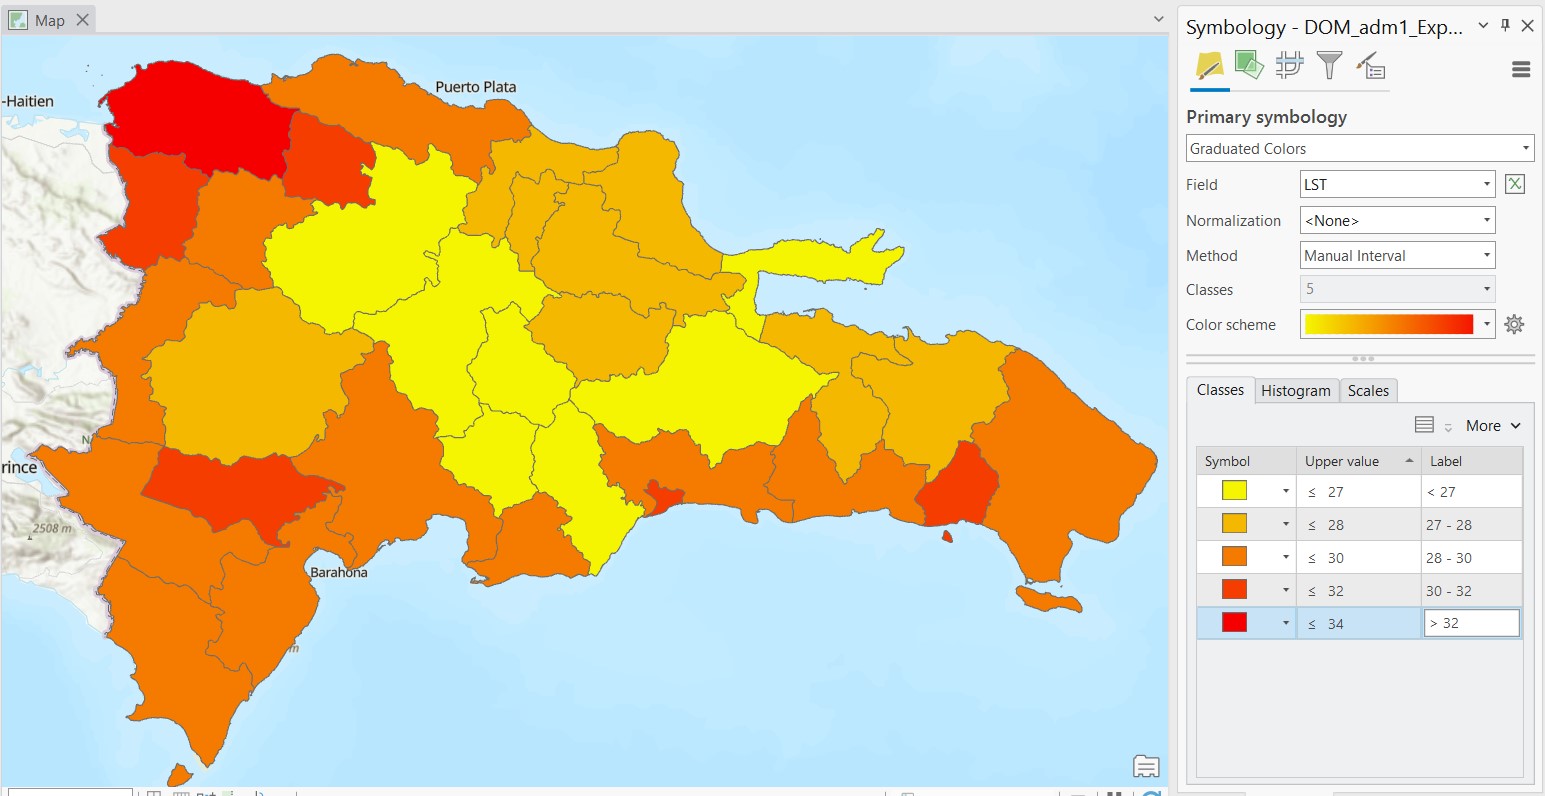 Map
Symbology - DOM_adm1_Exp...
-Haitien
Puerto Plata
Primary symbology
Graduated Colors
Field LST
Normalization <None>
Method Manual Interval
Classes 5
Color scheme
Classes Histogram Scales
More
Symbol Upper value Label
≤ 27 < 27
≤ 28 27 - 28
≤ 30 28 - 30
≤ 32 30 - 32
≤ 34 > 32
N
rince
2508 m
Barahona
m